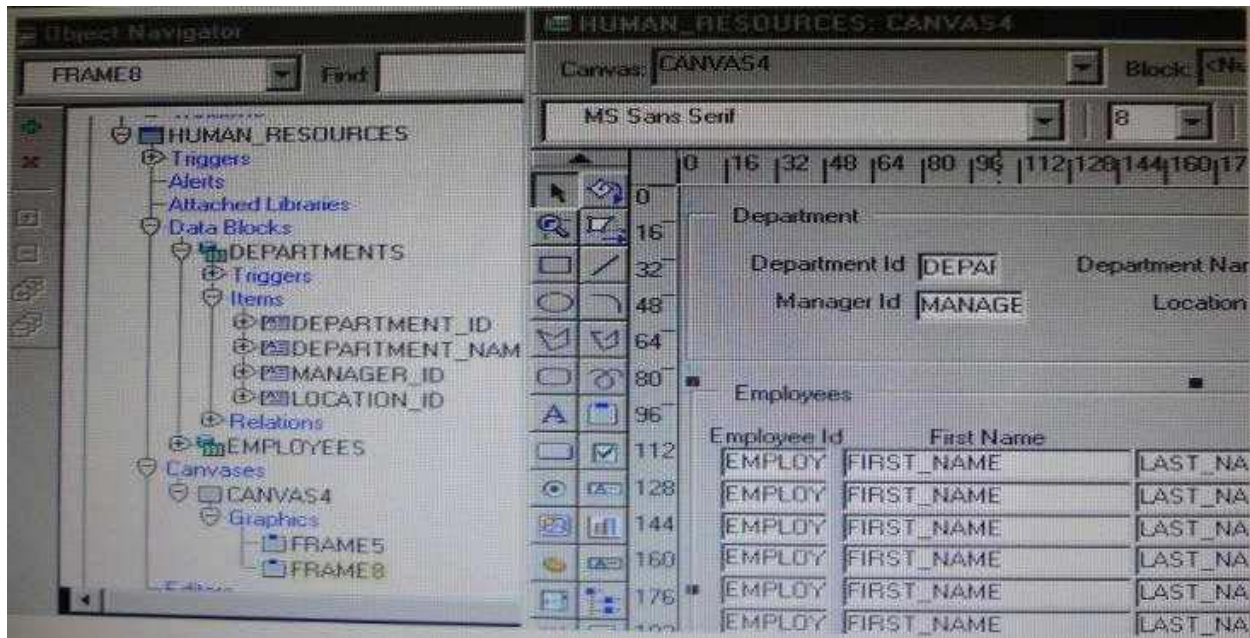 Object Navigator
FRAME8
Find:
HUMAN_RESOURCES
Triggers
Alerts
Attached Libraries
Data Blocks
DEPARTMENTS
Triggers
Items
DEPARTMENT_ID
DEPARTMENT_NAM
MANAGER_ID
LOCATION_ID
Relations
EMPLOYEES
Canvases
CANVAS4
Graphics
FRAME5
FRAME8
HUMAN_RESOURCES: CANVAS4
Canvas: CANVAS4 Block:
MS Sans Serif 8
0 16 32 48 64 80 96 112 128 144 160 17
0
16
32
48
64
80
96
112
128
144
160
176
Department
Department Id DEPAR Department Nar
Manager Id MANAGE Location
Employees
Employee Id First Name
EMPLOY FIRST_NAME LAST_NA
EMPLOY FIRST_NAME LAST_NA
EMPLOY FIRST_NAME LAST_NA
EMPLOY FIRST_NAME LAST_NA
EMPLOY FIRST_NAME LAST_NA
EMPLOY FIRST_NAME LAST_NA